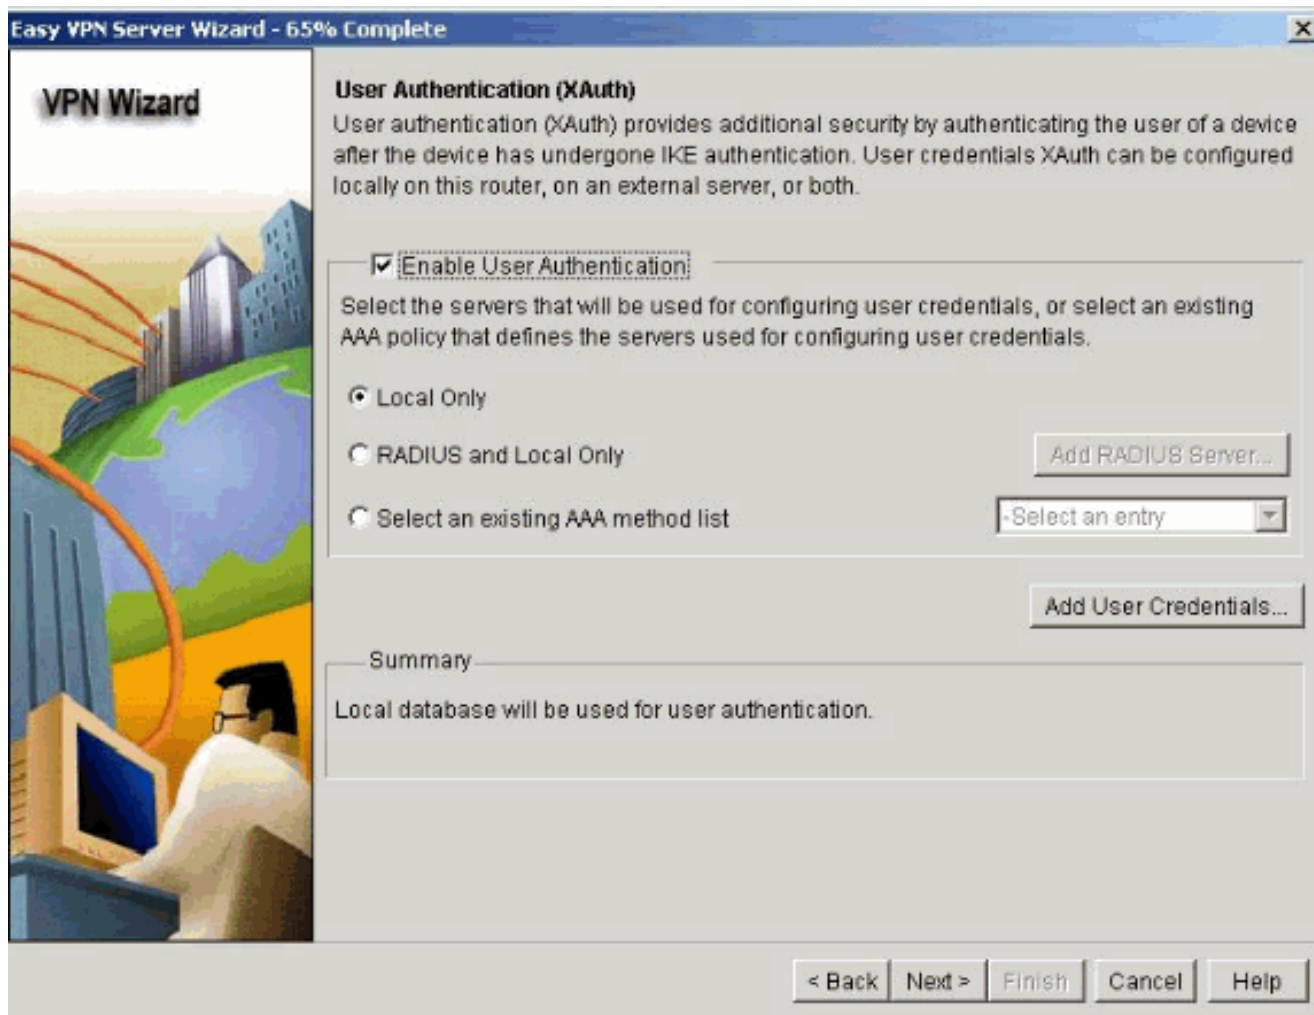 Easy VPN Server Wizard - 65% Complete
VPN Wizard
User Authentication (XAuth)
User authentication (XAuth) provides additional security by authenticating the user of a device
after the device has undergone IKE authentication. User credentials XAuth can be configured
locally on this router, on an external server, or both.
Enable User Authentication
Select the servers that will be used for configuring user credentials, or select an existing
AAA policy that defines the servers used for configuring user credentials.
Local Only
RADIUS and Local Only
Add RADIUS Server...
Select an existing AAA method list
-Select an entry
Add User Credentials...
Summary
Local database will be used for user authentication.
< Back
Next >
Finish
Cancel
Help